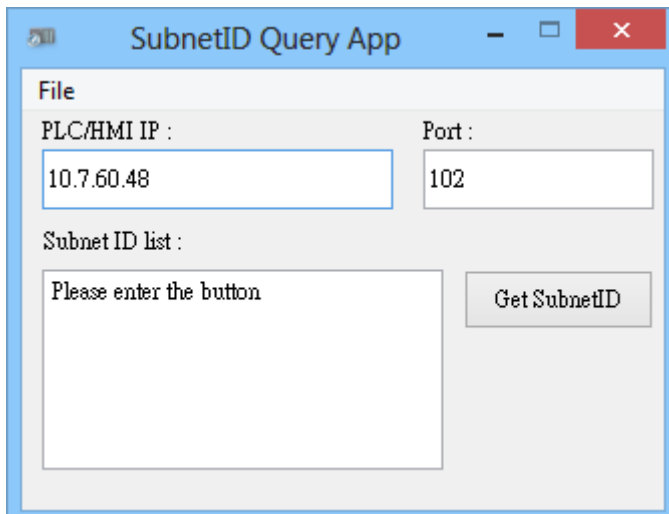 SubnetID Query App
File
PLC/HMI IP :
Port :
10.7.60.48
102
Subnet ID list :
Please enter the button
Get SubnetID